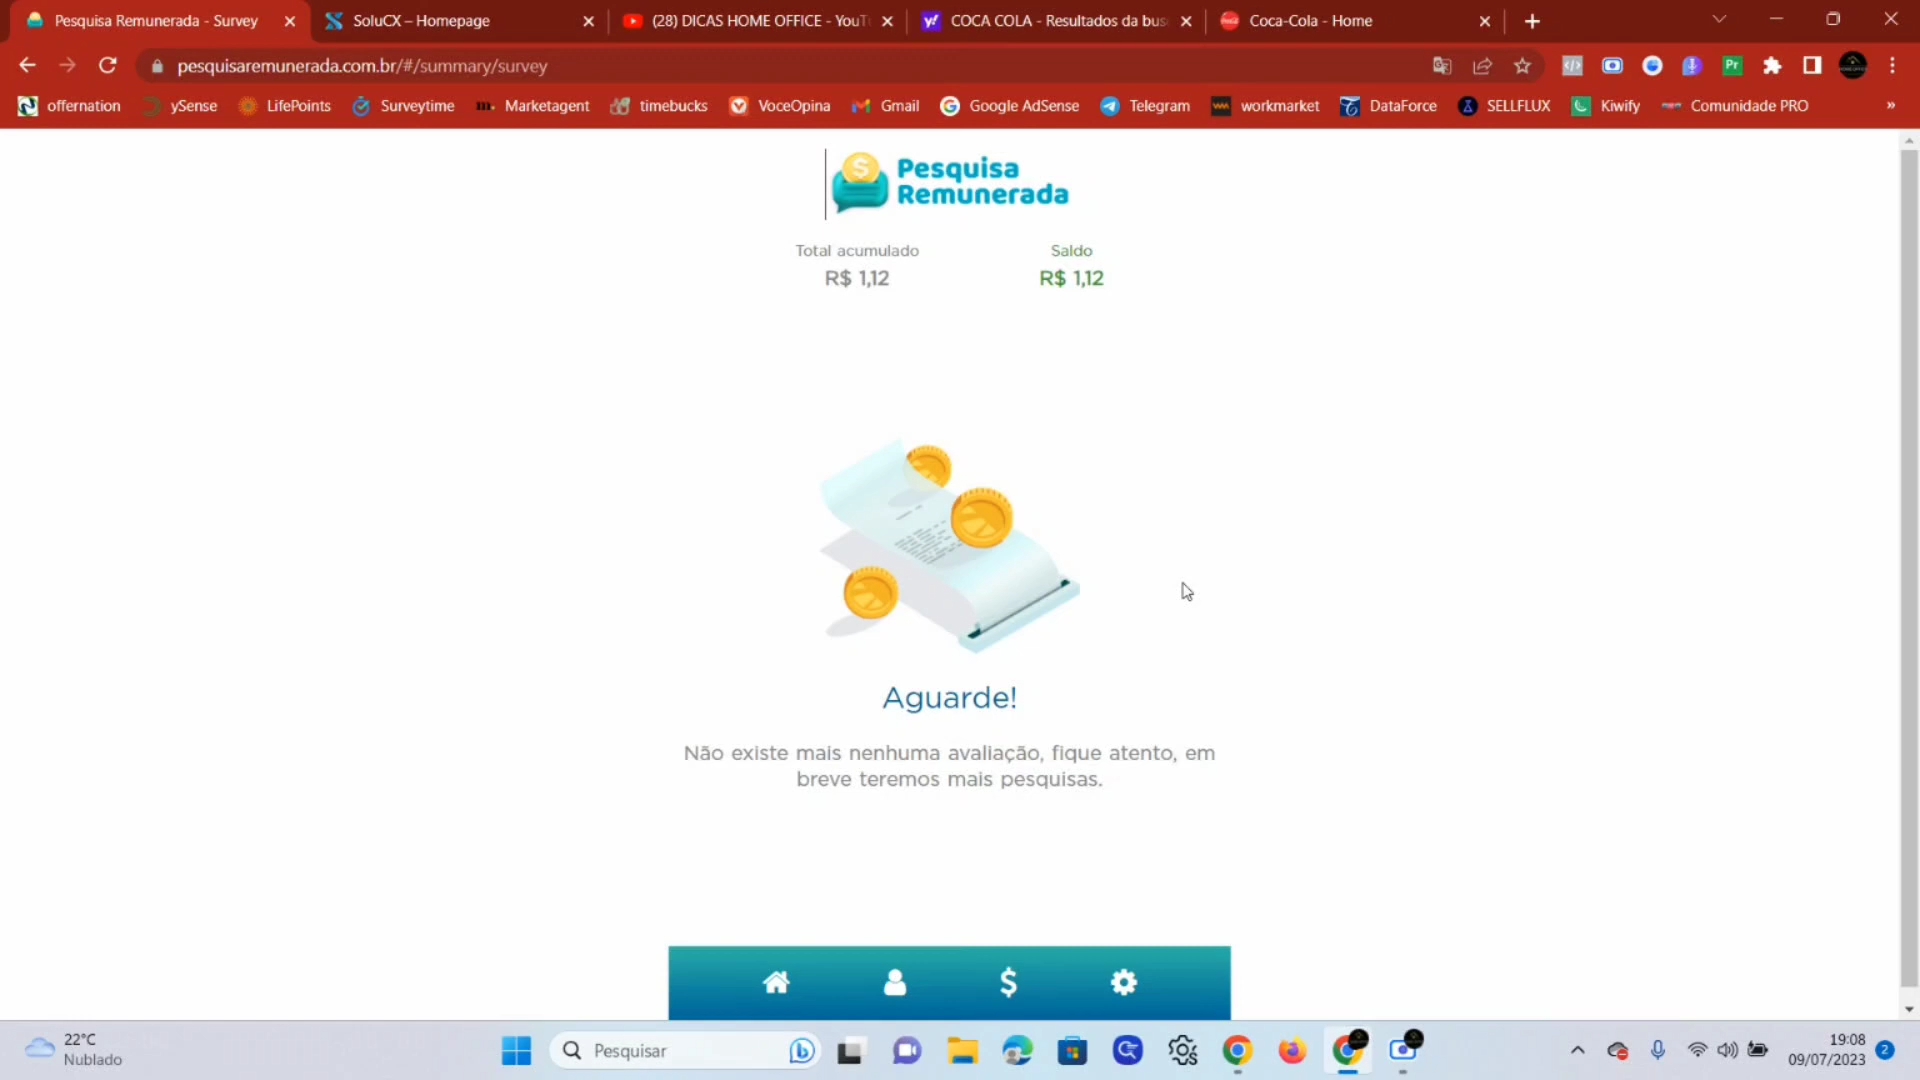 Pesquisa Remunerada - Survey
SoluCX – Homepage
(28) DICAS HOME OFFICE - YouT
COCA COLA - Resultados da bus
Coca-Cola - Home
pesquisaremunerada.com.br/#/summary/survey
offernation
ySense
LifePoints
Surveytime
Marketagent
timebucks
VoceOpina
Gmail
Google AdSense
Telegram
workmarket
DataForce
SELLFLUX
Kiwify
Comunidade PRO
»
Pesquisa
Remunerada
Total acumulado
Saldo
R$ 1,12
R$ 1,12
Aguarde!
Não existe mais nenhuma avaliação, fique atento, em
breve teremos mais pesquisas.
22°C
Nublado
Pesquisar
19:08
09/07/2023
2